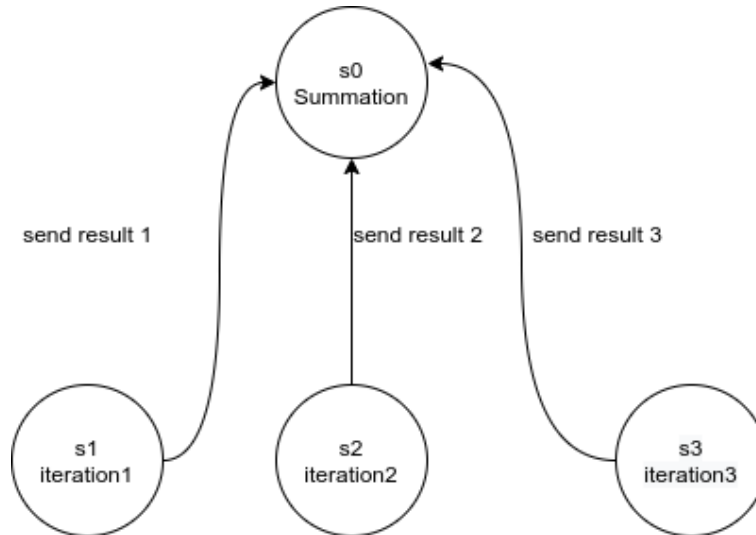 s0
Summation
send result 1
send result 2
send result 3
s1
iteration1
s2
iteration2
s3
iteration3